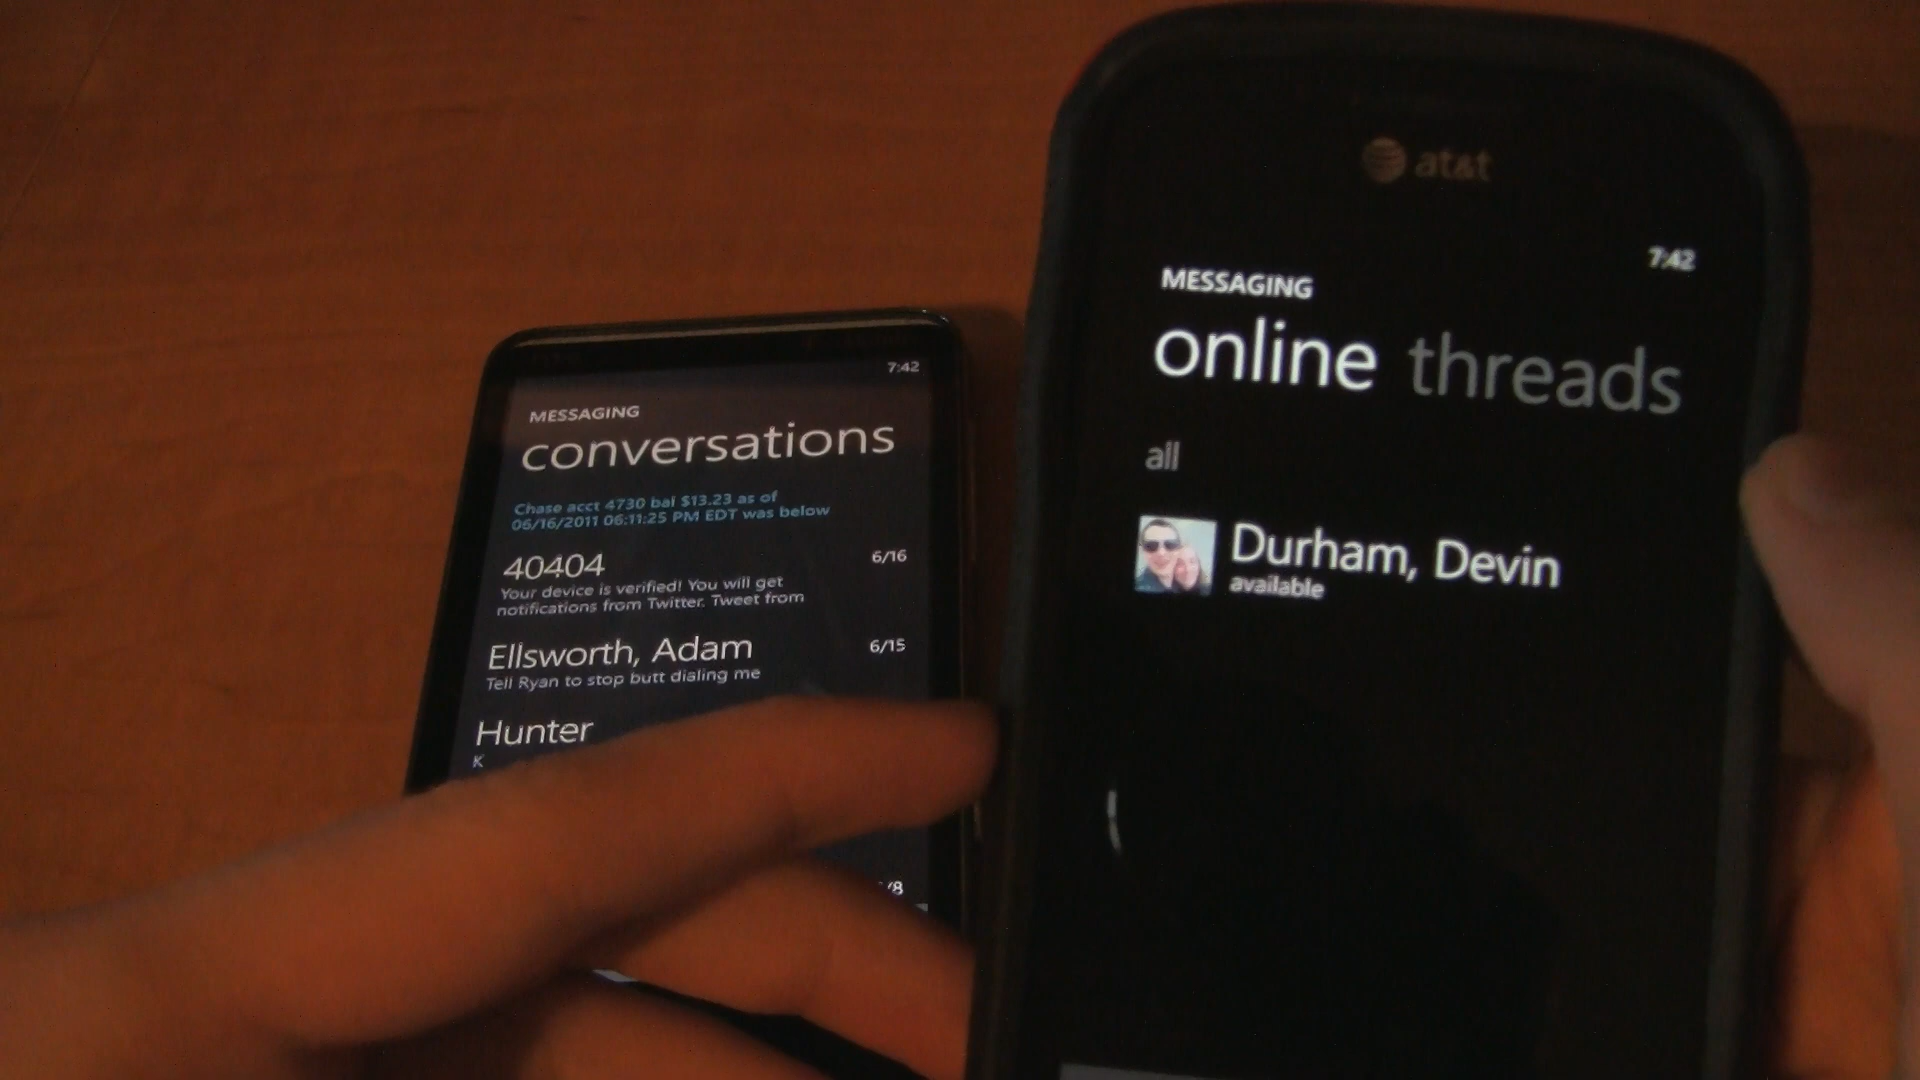 7:42
MESSAGING
conversations
Chase acct 4730 bal $13.23 as of
06/16/2011 06:11:25 PM EDT was below
40404 6/16
Your device is verified! You will get
notifications from Twitter. Tweet from
Ellsworth, Adam 6/15
Tell Ryan to stop butt dialing me
Hunter
K
/8
at&t
7:42
MESSAGING
online threads
all
Durham, Devin
available